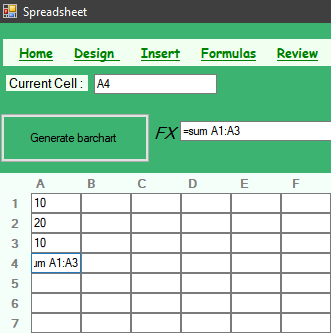 Spreadsheet
Home Design Insert Formulas Review
Current Cell : A4
Generate barchart FX =sum A1:A3
A B C D E F
1 10
2 20
3 10
4 um A1:A3
5
6
7